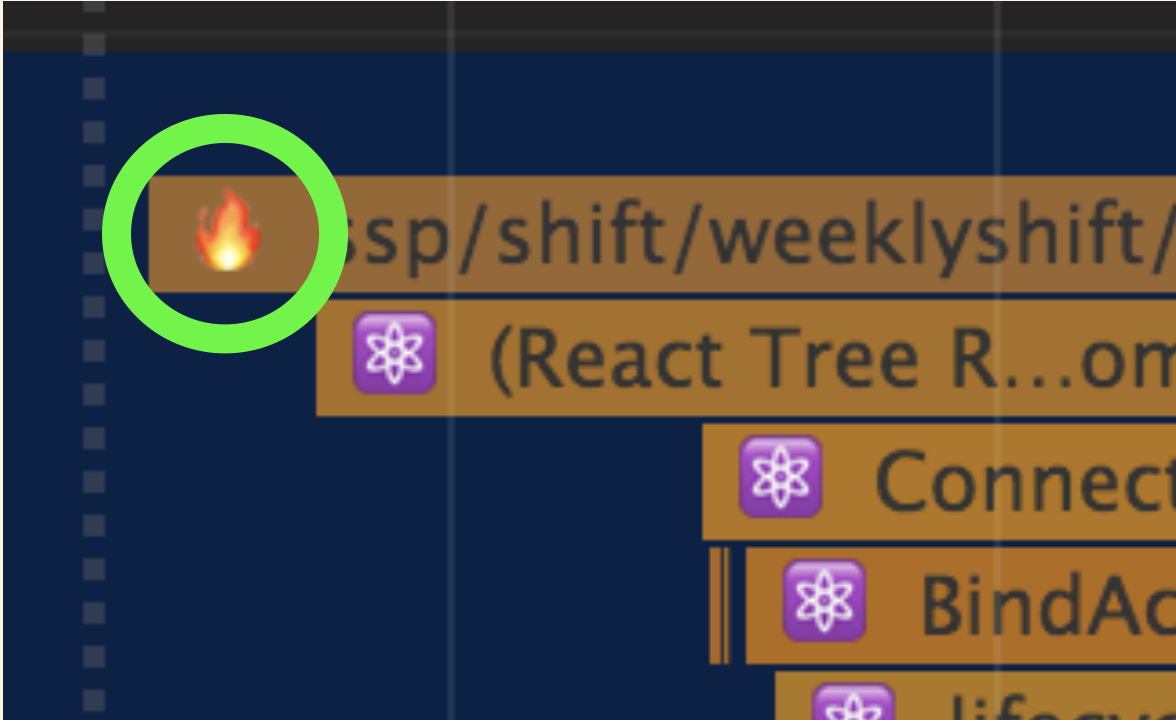 🔥 ssp/shift/weeklyshift/
⚛ (React Tree R...om
⚛ Connect
⚛ BindAc